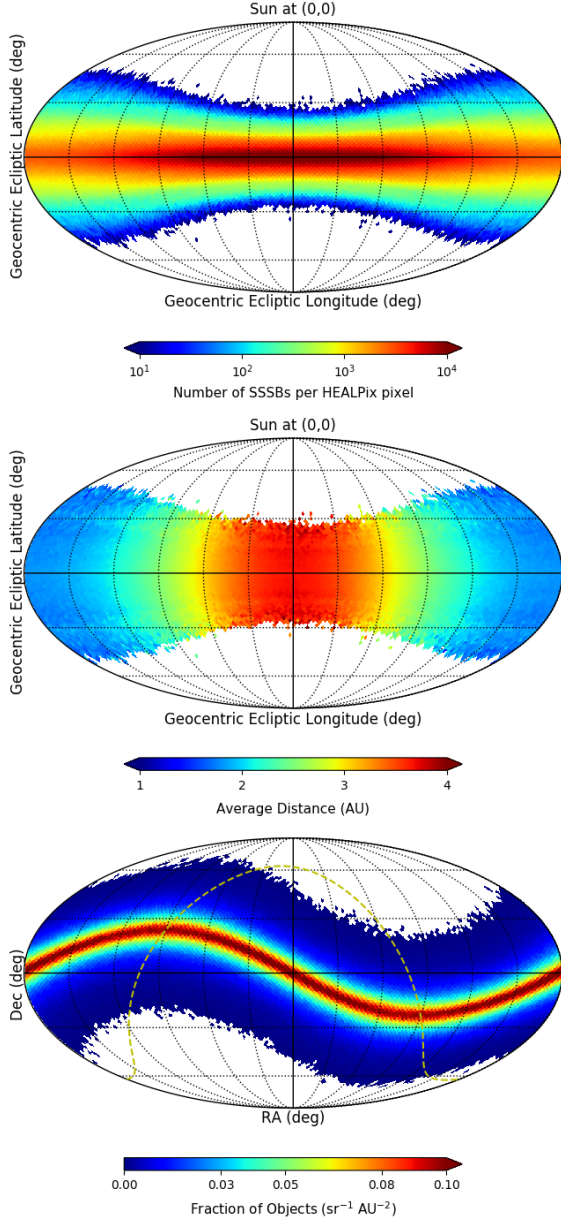 Sun at (0,0)
Geocentric Ecliptic Latitude (deg)
Geocentric Ecliptic Longitude (deg)
10¹ 10² 10³ 10⁴
Number of SSSBs per HEALPix pixel
Sun at (0,0)
Geocentric Ecliptic Latitude (deg)
Geocentric Ecliptic Longitude (deg)
1 2 3 4
Average Distance (AU)
Dec (deg)
RA (deg)
0.00 0.03 0.05 0.08 0.10
Fraction of Objects (sr⁻¹ AU⁻²)